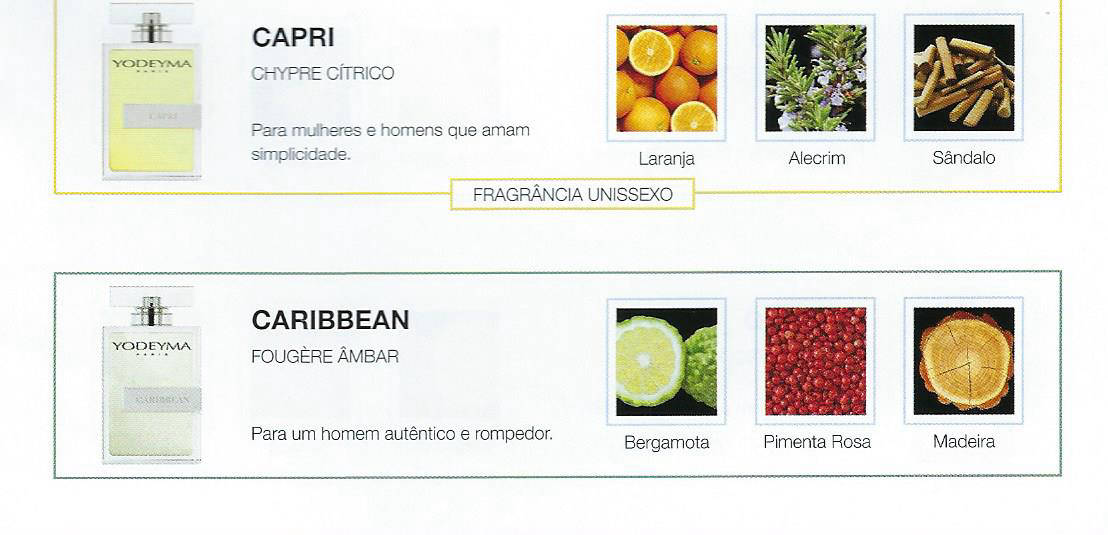 YODEYMA
PARIS
CAPRI
CAPRI
CHYPRE CÍTRICO
Para mulheres e homens que amam
simplicidade.
Laranja
Alecrim
Sândalo
FRAGRÂNCIA UNISSEXO
YODEYMA
PARIS
CARIBBEAN
CARIBBEAN
FOUGÈRE ÂMBAR
Para um homem autêntico e rompedor.
Bergamota
Pimenta Rosa
Madeira